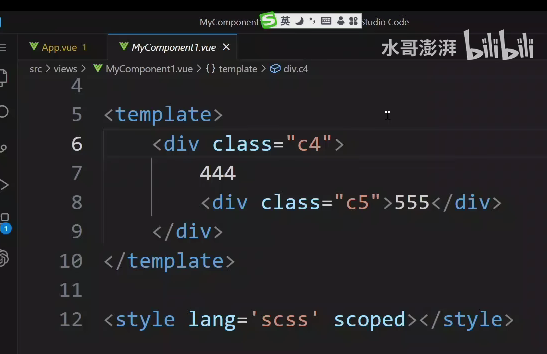 MyComponent
英
Studio Code
App.vue 1
MyComponent1.vue
水哥澎湃 bilibili
src > views > MyComponent1.vue > {} template > div.c4
4
5 <template>
6 <div class="c4">
7 444
8 <div class="c5">555</div>
9 </div>
10 </template>
11
12 <style lang='scss' scoped></style>
1